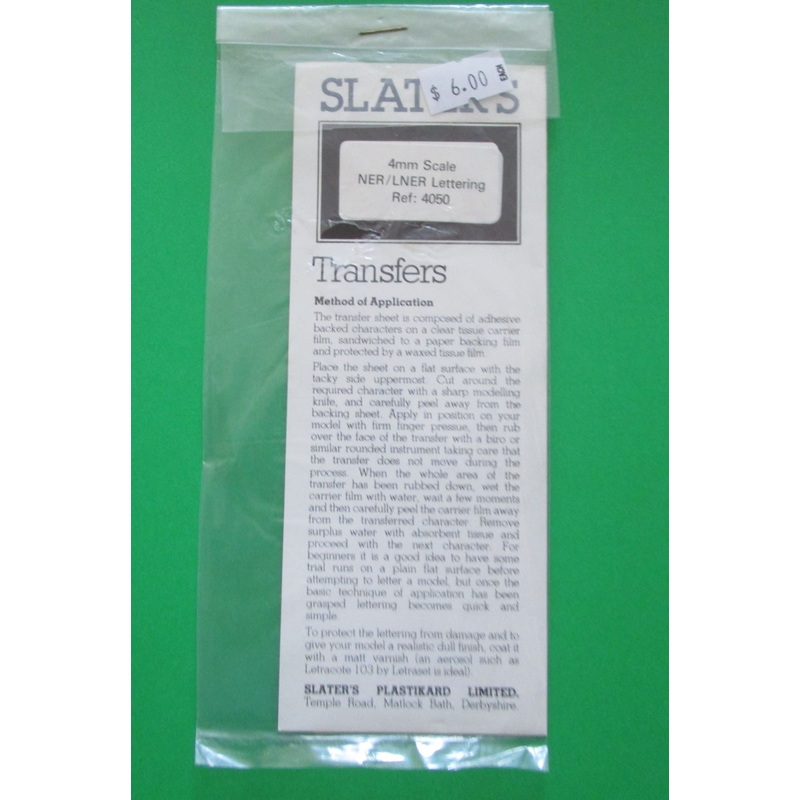 SLATER'S
$ 6.00 EACH
4mm Scale
NER/LNER Lettering
Ref: 4050
Transfers
Method of Application
The transfer sheet is composed of adhesive
backed characters on a clear tissue carrier
film, sandwiched to a paper backing film
and protected by a waxed tissue film.
Place the sheet on a flat surface with the
tacky side uppermost. Cut around the
required character with a sharp modelling
knife, and carefully peel away from the
backing sheet. Apply in position on your
model with firm finger pressue, then rub
over the face of the transfer with a biro or
similar rounded instrument taking care that
the transfer does not move during the
process. When the whole area of the
transfer has been rubbed down, wet the
carrier film with water, wait a few moments
and then carefully peel the carrier film away
from the transferred character. Remove
surplus water with absorbent tissue and
proceed with the next character. For
beginners it is a good idea to have some
trial runs on a plain flat surface before
attempting to letter a model, but once the
basic technique of application has been
grasped lettering becomes quick and
simple.
To protect the lettering from damage and to
give your model a realistic dull finish, coat it
with a matt varnish (an aerosol such as
Letracote 103 by Letraset is ideal).
SLATER'S PLASTIKARD LIMITED,
Temple Road, Matlock Bath, Derbyshire.